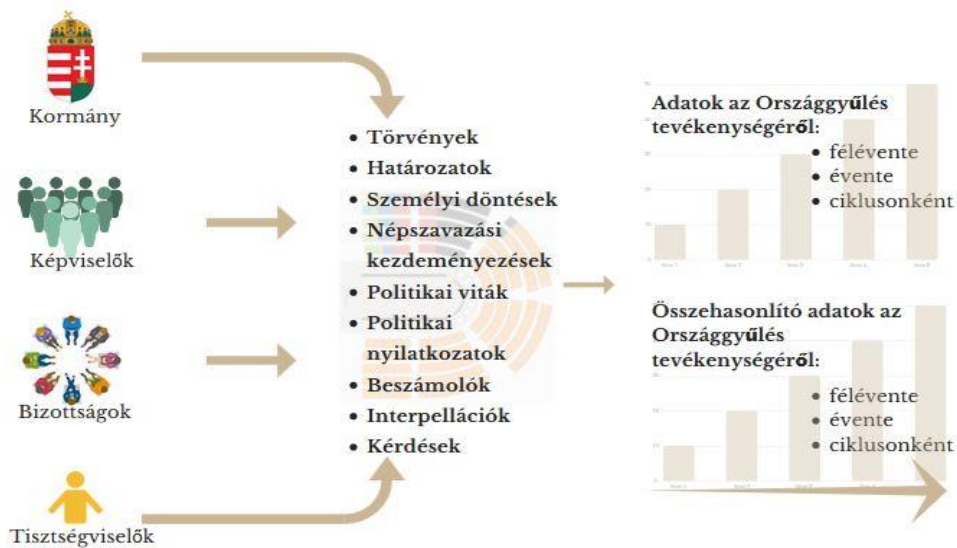 Kormány
Képviselők
Bizottságok
Tisztségviselők
• Törvények
• Határozatok
• Személyi döntések
• Népszavazási
kezdeményezések
• Politikai viták
• Politikai
nyilatkozatok
• Beszámolók
• Interpellációk
• Kérdések
Adatok az Országgyűlés
tevékenységéről:
• félévente
• évente
• ciklusonként
Összehasonlító adatok az
Országgyűlés
tevékenységéről:
• félévente
• évente
• ciklusonként